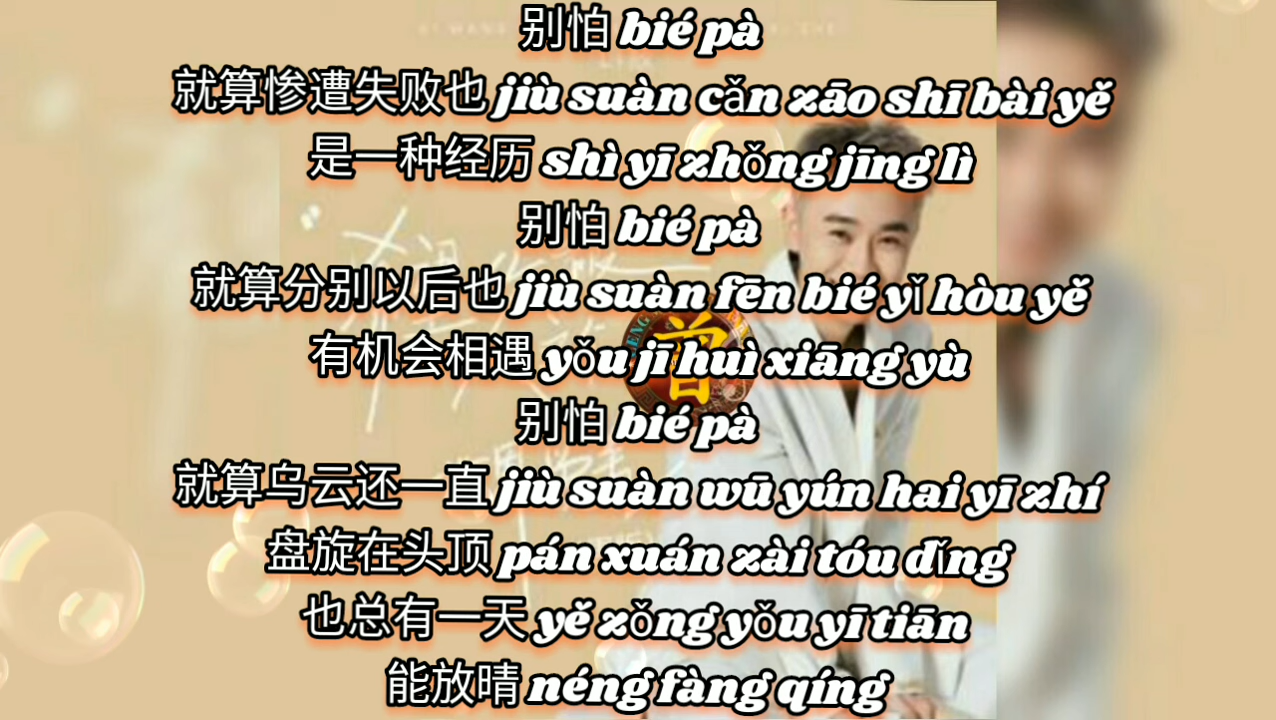 别怕 bié pà
就算惨遭失败也 jiù suàn cǎn zāo shī bài yě
是一种经历 shì yī zhǒng jīng lì
别怕 bié pà
就算分别以后也 jiù suàn fēn bié yǐ hòu yě
有机会相遇 yǒu jī huì xiāng yù
曾
别怕 bié pà
就算乌云还一直 jiù suàn wū yún hai yī zhí
盘旋在头顶 pán xuán zài tóu dǐng
也总有一天 yě zǒng yǒu yī tiān
能放晴 néng fàng qíng